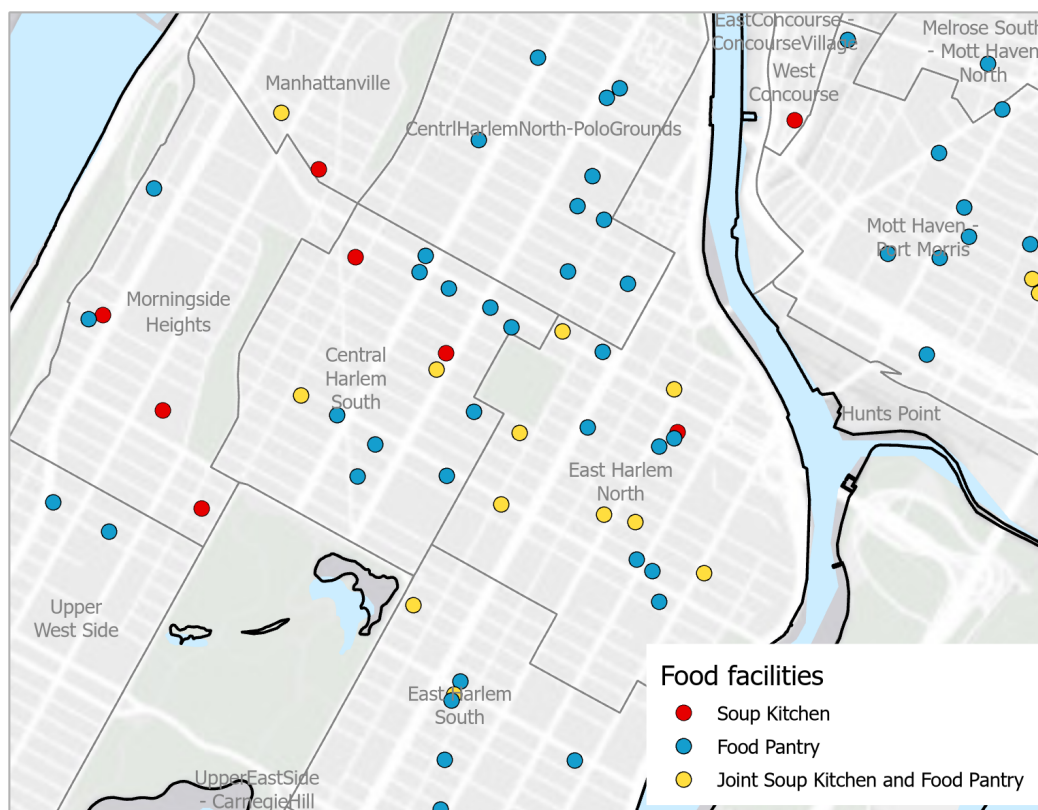 EastConcourse -
ConcourseVillage
Melrose South
- Mott Haven
North
West
Concourse
Manhattanville
CentrlHarlemNorth-PoloGrounds
Mott Haven -
Port Morris
Morningside
Heights
Central
Harlem
South
Hunts Point
East Harlem
North
Upper
West Side
East Harlem
South
UpperEastSide
- CarnegieHill
Food facilities
Soup Kitchen
Food Pantry
Joint Soup Kitchen and Food Pantry